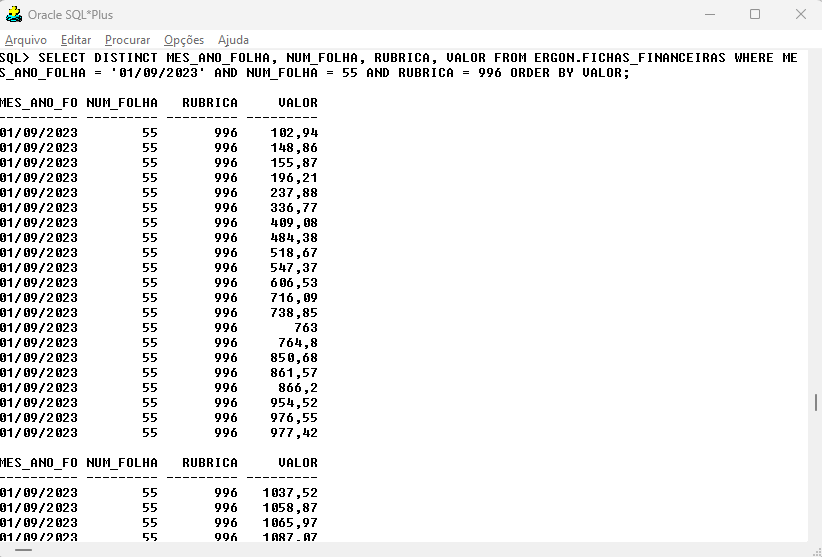 Oracle SQL*Plus
Arquivo Editar Procurar Opções Ajuda
SQL> SELECT DISTINCT MES_ANO_FOLHA, NUM_FOLHA, RUBRICA, VALOR FROM ERGON.FICHAS_FINANCEIRAS WHERE ME
S_ANO_FOLHA = '01/09/2023' AND NUM_FOLHA = 55 AND RUBRICA = 996 ORDER BY VALOR;
MES_ANO_FO NUM_FOLHA RUBRICA VALOR
---------- --------- --------- ---------
01/09/2023 55 996 102,94
01/09/2023 55 996 148,86
01/09/2023 55 996 155,87
01/09/2023 55 996 196,21
01/09/2023 55 996 237,88
01/09/2023 55 996 336,77
01/09/2023 55 996 409,08
01/09/2023 55 996 484,38
01/09/2023 55 996 518,67
01/09/2023 55 996 547,37
01/09/2023 55 996 606,53
01/09/2023 55 996 716,09
01/09/2023 55 996 738,85
01/09/2023 55 996 763
01/09/2023 55 996 764,8
01/09/2023 55 996 850,68
01/09/2023 55 996 861,57
01/09/2023 55 996 866,2
01/09/2023 55 996 954,52
01/09/2023 55 996 976,55
01/09/2023 55 996 977,42
MES_ANO_FO NUM_FOLHA RUBRICA VALOR
---------- --------- --------- ---------
01/09/2023 55 996 1037,52
01/09/2023 55 996 1058,87
01/09/2023 55 996 1065,97
01/09/2023 55 996 1087,07